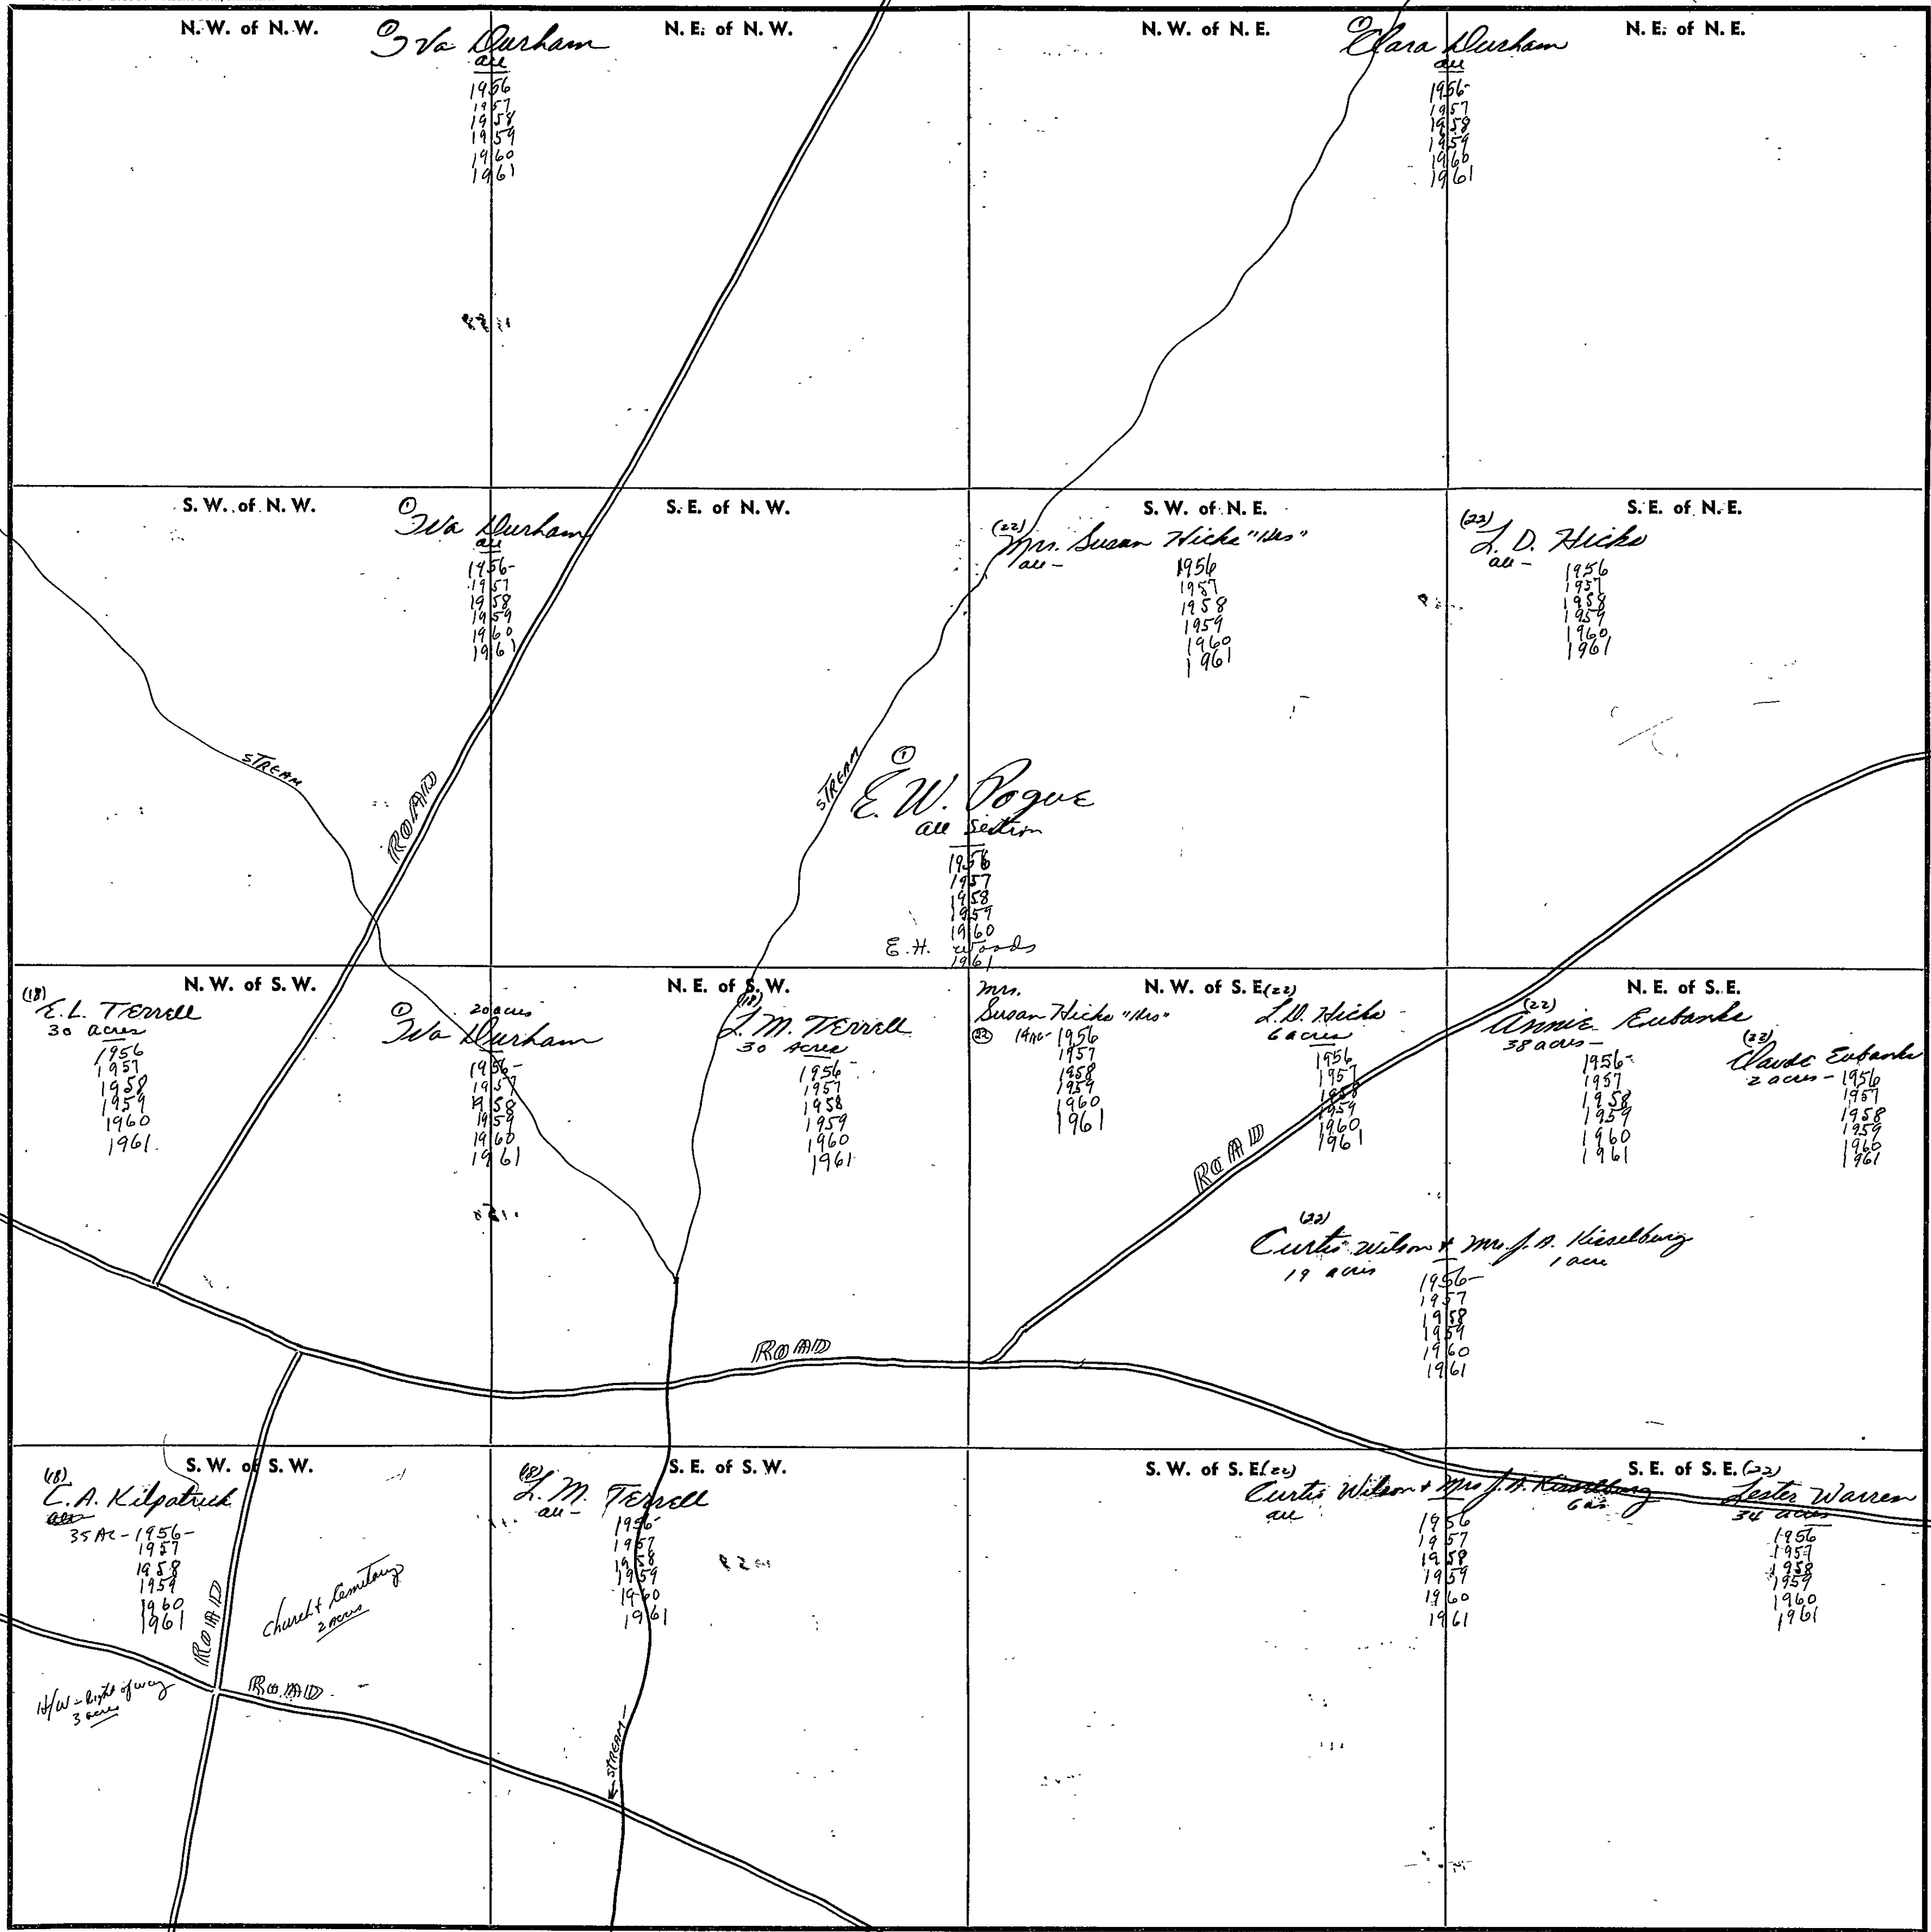 N. W. of N. W.
① Iva Durham
all
1956
1957
1958
1959
1960
1961
N. E. of N. W.
N. W. of N. E.
① Clara Durham
all
1956-
1957
1958
1959
1960
1961
N. E. of N. E.
S. W. of N. W.
① Iva Durham
all
1956-
1957
1958
1959
1960
1961
STREAM
ROAD
S. E. of N. W.
STREAM
S. W. of N. E.
(22)
Mrs. Susan Hicks "Hrs"
all -
1956
1957
1958
1959
1960
1961
S. E. of N. E.
(22)
L. D. Hicks
all -
1956
1957
1958
1959
1960
1961
①
E. W. Pogue
all Section
1956
1957
1958
1959
1960
E. H. Woods
1961
N. W. of S. W.
(18)
E. L. TERRELL
30 acres
1956
1957
1958
1959
1960
1961
① 20 acres
Iva Durham
1956-
1957
1958
1959
1960
1961
N. E. of S. W.
(18)
L. M. TERRELL
30 Acres
1956-
1957
1958
1959
1960
1961
ROAD
N. W. of S. E.
Mrs.
Susan Hicks "Hrs"
(22) 19Ac- 1956
1957
1958
1959
1960
1961
(22)
L. D. Hicks
6 acres
1956
1957
1958
1959
1960
1961
ROAD
N. E. of S. E.
(22)
Annie Eubanks
38 acres -
1956-
1957
1958
1959
1960
1961
(22)
Claude Eubanks
2 acres - 1956
1957
1958
1959
1960
1961
(22)
Curtis Wilson & Mrs. J. A. Kisselburg
19 acres
1 acre
1956-
1957
1958
1959
1960
1961
S. W. of S. W.
(18)
C. A. Kilpatrick
35 AC - 1956-
1957
1958
1959
1960
1961
ROAD
Church & Cemetary
2 acres
H/W - Right of way
3 acres
ROAD
S. E. of S. W.
(18)
L. M. TERRELL
all -
1956-
1957
1958
1959
1960
1961
← STREAM -
S. W. of S. E. (22)
Curtis Wilson & Mrs J. A. Kisselburg
all
6 ac
1956
1957
1958
1959
1960
1961
S. E. of S. E. (22)
Lester Warren
34 acres
1956
1957
1958
1959
1960
1961